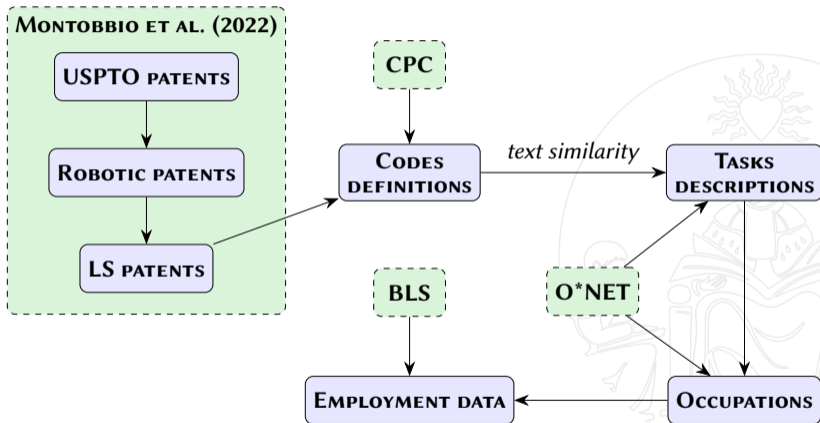 Montobbio et al. (2022)
USPTO patents
Robotic patents
LS patents
CPC
Codes
definitions
text similarity
Tasks
descriptions
BLS
O*NET
Employment data
Occupations